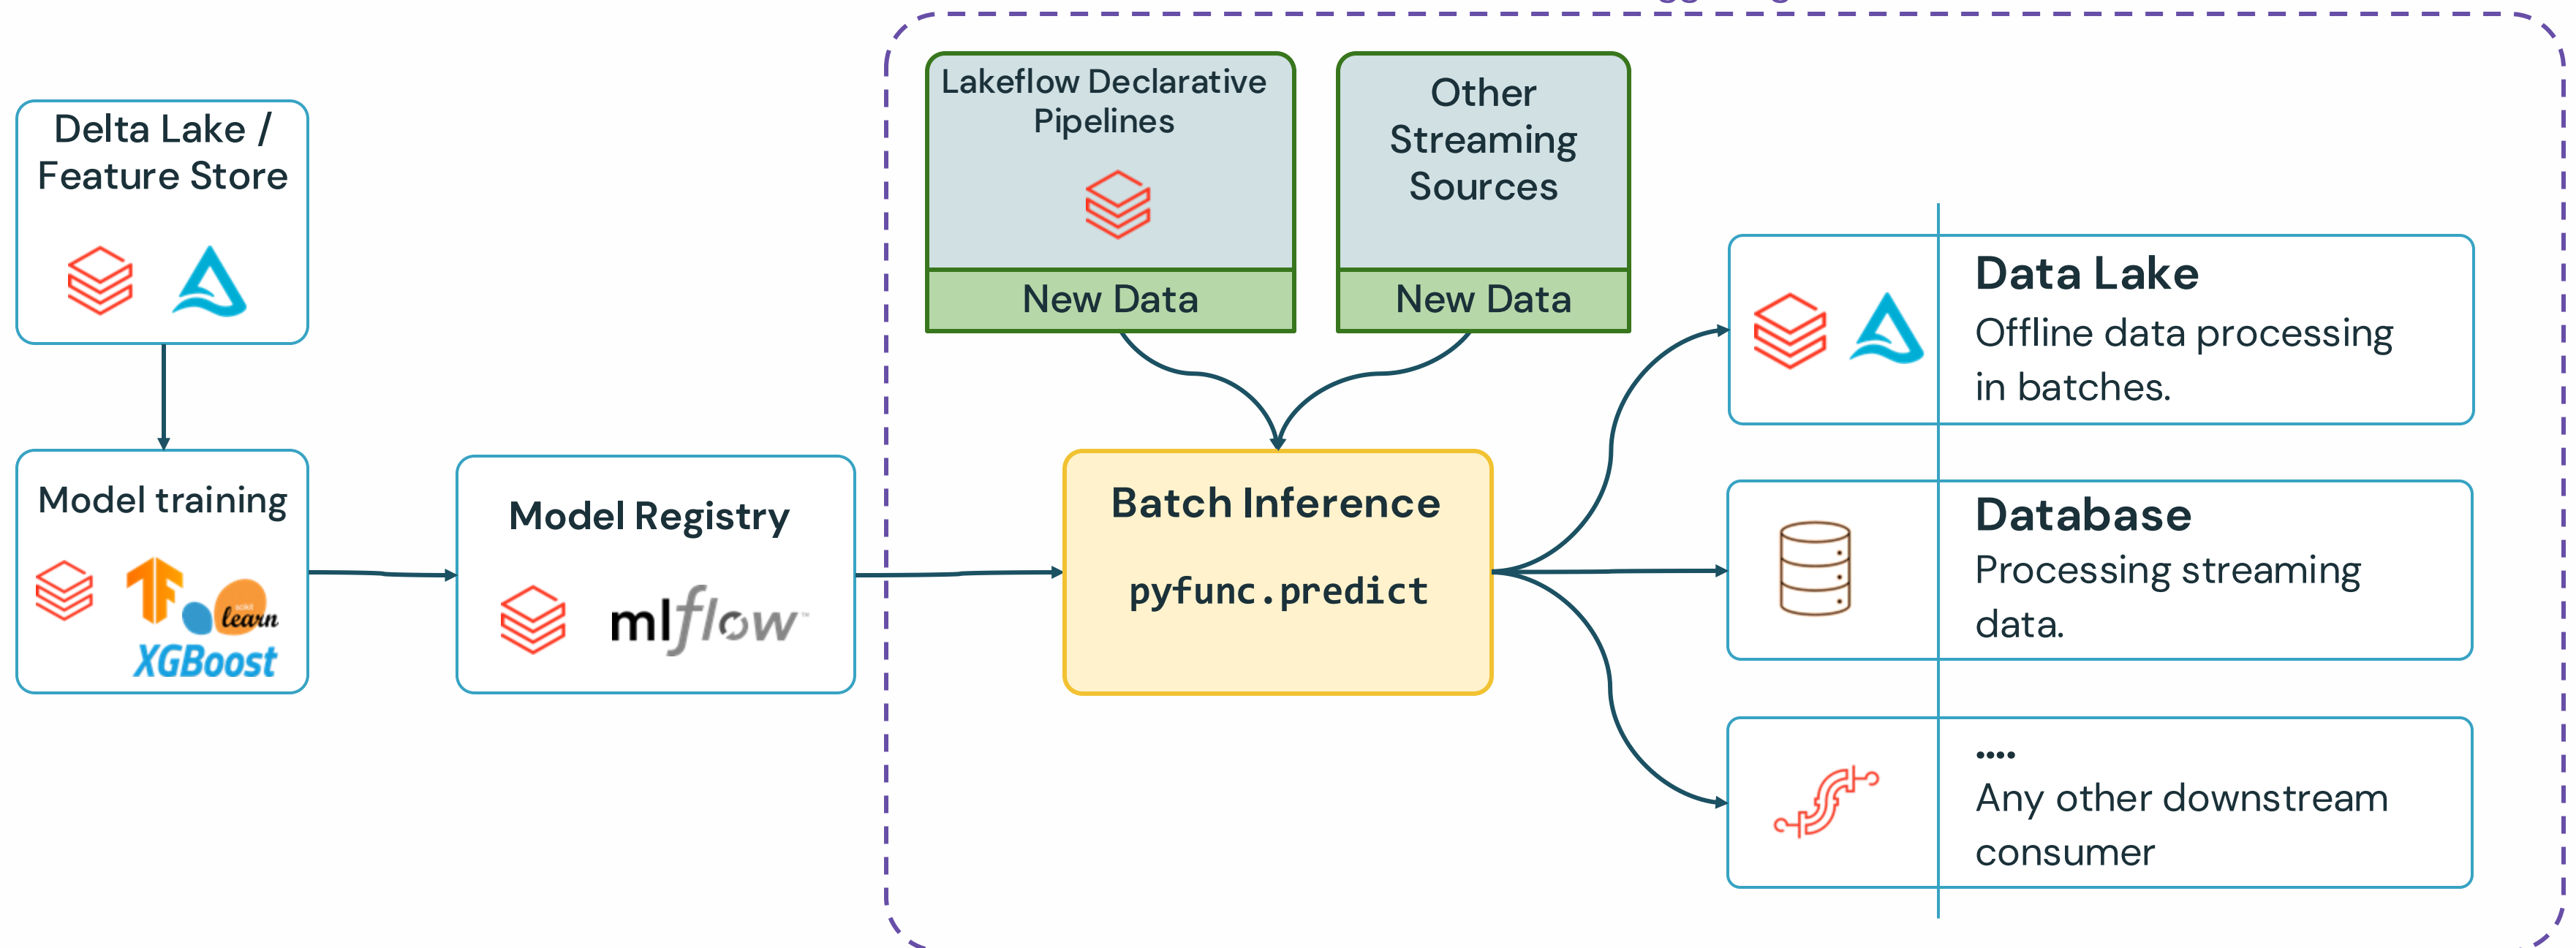 Delta Lake /
Feature Store
Model training
scikit
learn
XGBoost
Model Registry
mlflow™
Lakeflow Declarative
Pipelines
New Data
Other
Streaming
Sources
New Data
Batch Inference
pyfunc.predict
Data Lake
Offline data processing
in batches.
Database
Processing streaming
data.
....
Any other downstream
consumer